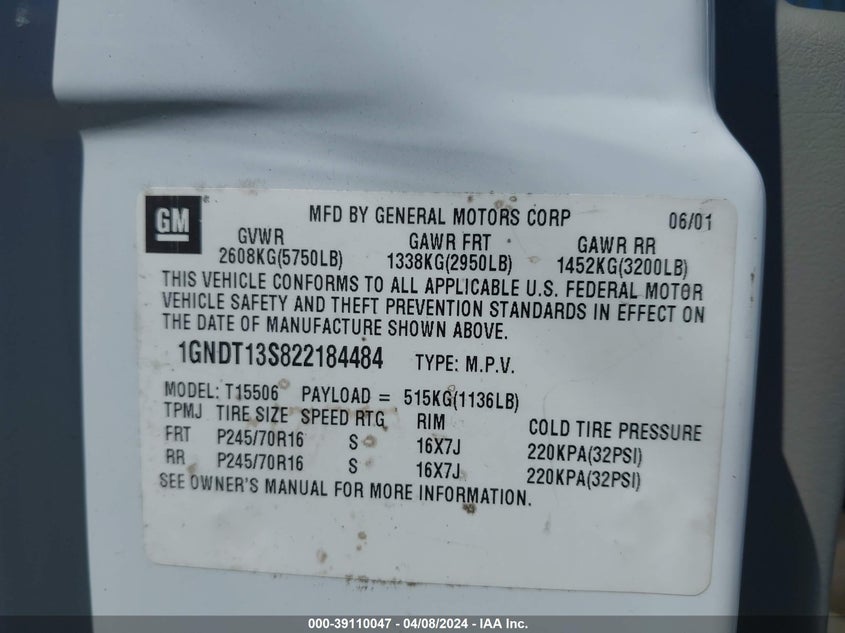 GM
MFD BY GENERAL MOTORS CORP 06/01
GVWR GAWR FRT GAWR RR
2608KG(5750LB) 1338KG(2950LB) 1452KG(3200LB)
THIS VEHICLE CONFORMS TO ALL APPLICABLE U.S. FEDERAL MOTOR
VEHICLE SAFETY AND THEFT PREVENTION STANDARDS IN EFFECT ON
THE DATE OF MANUFACTURE SHOWN ABOVE.
1GNDT13S822184484 TYPE: M.P.V.
MODEL: T15506 PAYLOAD = 515KG(1136LB)
TPMJ TIRE SIZE SPEED RTG RIM COLD TIRE PRESSURE
FRT P245/70R16 S 16X7J 220KPA(32PSI)
RR P245/70R16 S 16X7J 220KPA(32PSI)
SEE OWNER'S MANUAL FOR MORE INFORMATION.
000-39110047 - 04/08/2024 - IAA Inc.